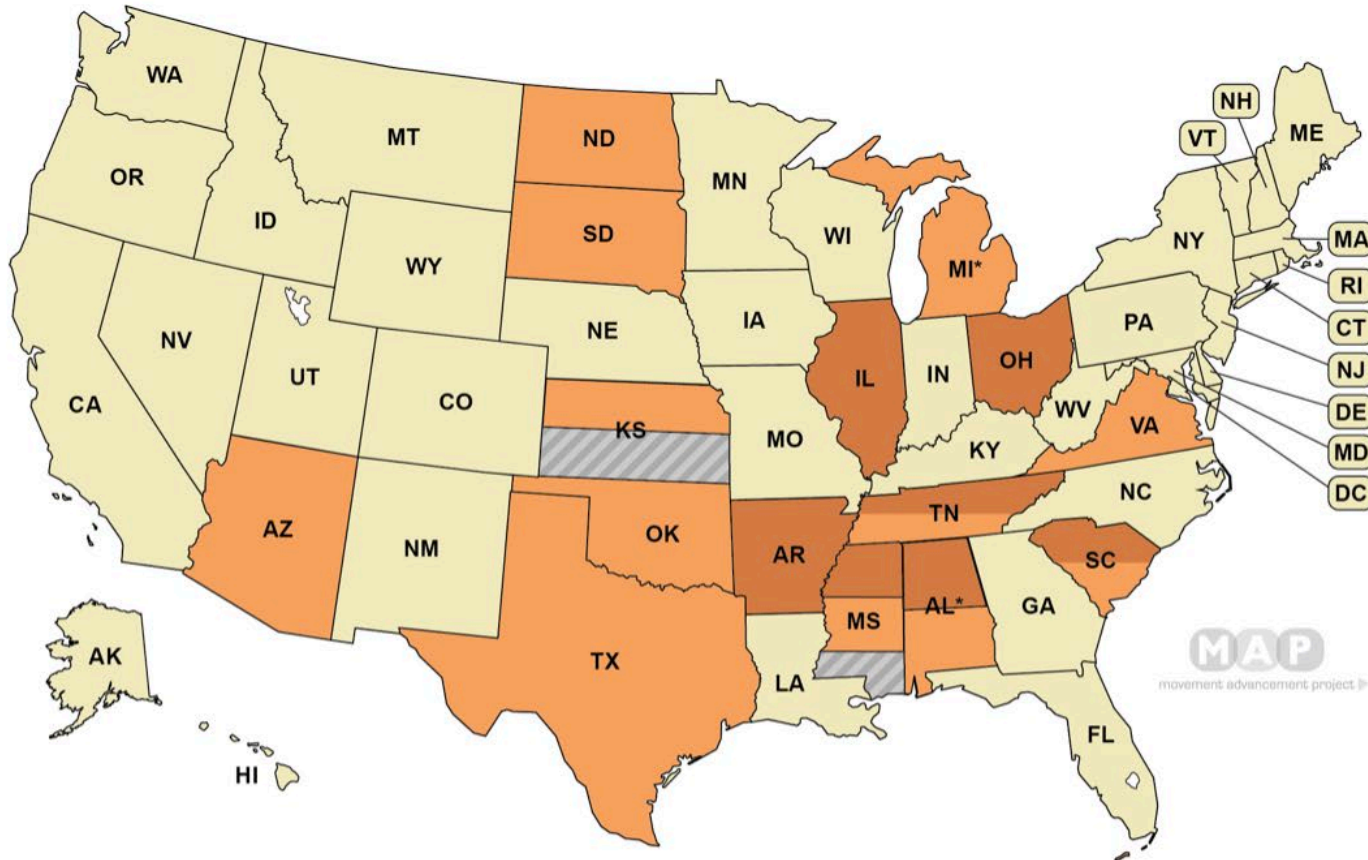 WA
MT
ND
MN
OR
ID
SD
WI
MI*
NH
VT
ME
NY
MA
RI
CT
NJ
DE
MD
DC
WY
NV
UT
CA
CO
NE
IA
IL
IN
OH
PA
WV
VA
KS
MO
KY
NC
AZ
NM
OK
AR
TN
SC
TX
MS
AL*
GA
LA
FL
AK
HI
MAP
movement advancement project